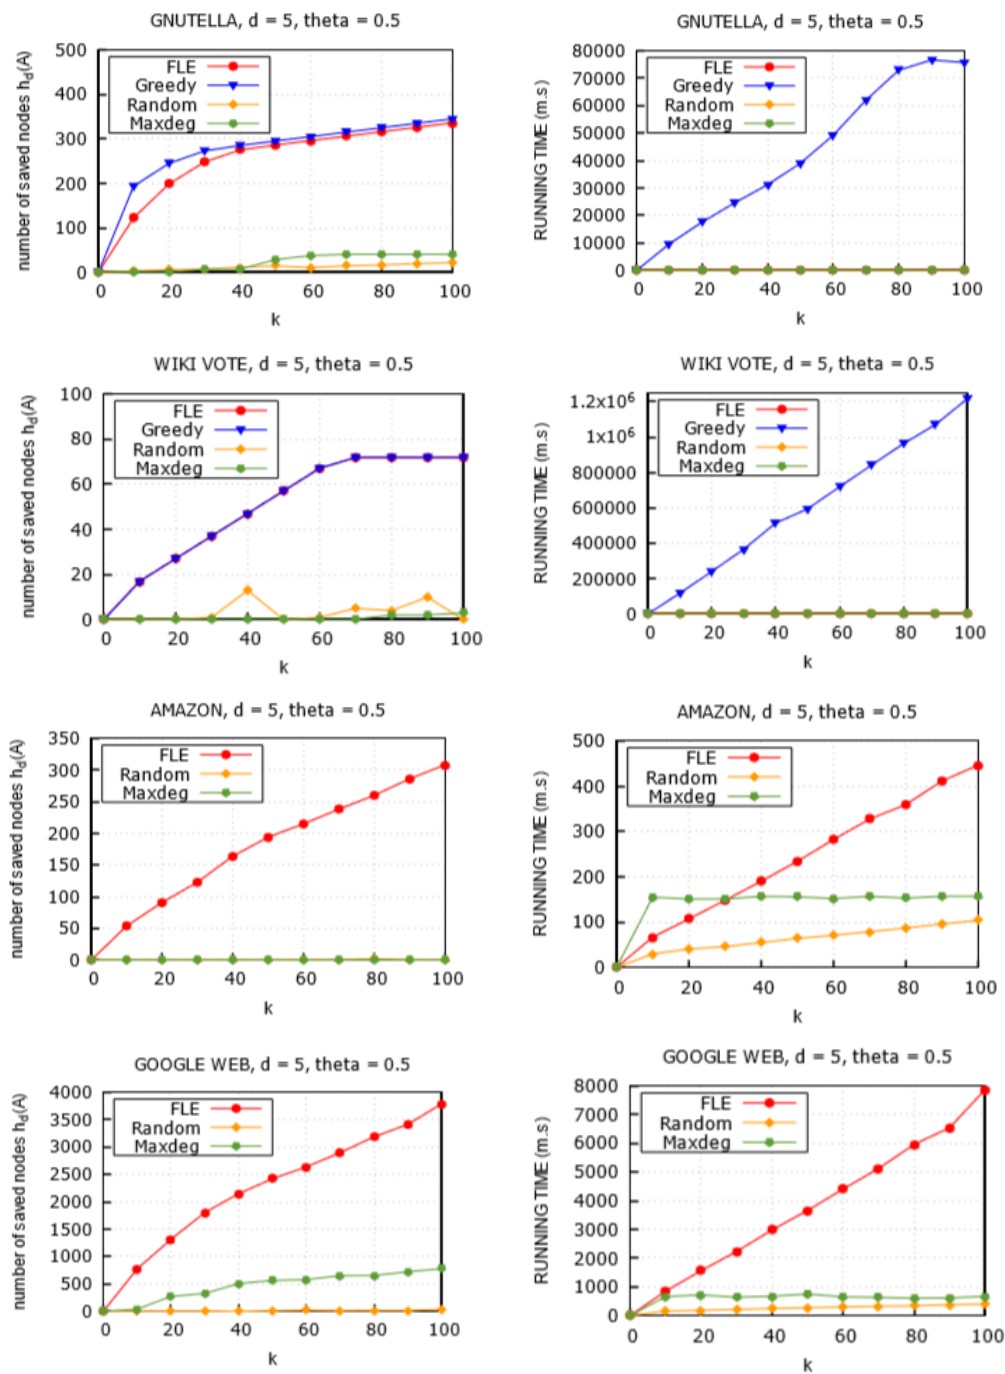 GNUTELLA, d = 5, theta = 0.5
number of saved nodes h_d(A)
500
400
300
200
100
0
FLE
Greedy
Random
Maxdeg
0 20 40 60 80 100
k
GNUTELLA, d = 5, theta = 0.5
RUNNING TIME (m.s)
80000
70000
60000
50000
40000
30000
20000
10000
0
FLE
Greedy
Random
Maxdeg
0 20 40 60 80 100
k
WIKI VOTE, d = 5, theta = 0.5
number of saved nodes h_d(A)
100
80
60
40
20
0
FLE
Greedy
Random
Maxdeg
0 20 40 60 80 100
k
WIKI VOTE, d = 5, theta = 0.5
RUNNING TIME (m.s)
1.2x10⁶
1x10⁶
800000
600000
400000
200000
0
FLE
Greedy
Random
Maxdeg
0 20 40 60 80 100
k
AMAZON, d = 5, theta = 0.5
number of saved nodes h_d(A)
350
300
250
200
150
100
50
0
FLE
Random
Maxdeg
0 20 40 60 80 100
k
AMAZON, d = 5, theta = 0.5
RUNNING TIME (m.s)
500
400
300
200
100
0
FLE
Random
Maxdeg
0 20 40 60 80 100
k
GOOGLE WEB, d = 5, theta = 0.5
number of saved nodes h_d(A)
4000
3500
3000
2500
2000
1500
1000
500
0
FLE
Random
Maxdeg
0 20 40 60 80 100
k
GOOGLE WEB, d = 5, theta = 0.5
RUNNING TIME (m.s)
8000
7000
6000
5000
4000
3000
2000
1000
0
FLE
Random
Maxdeg
0 20 40 60 80 100
k